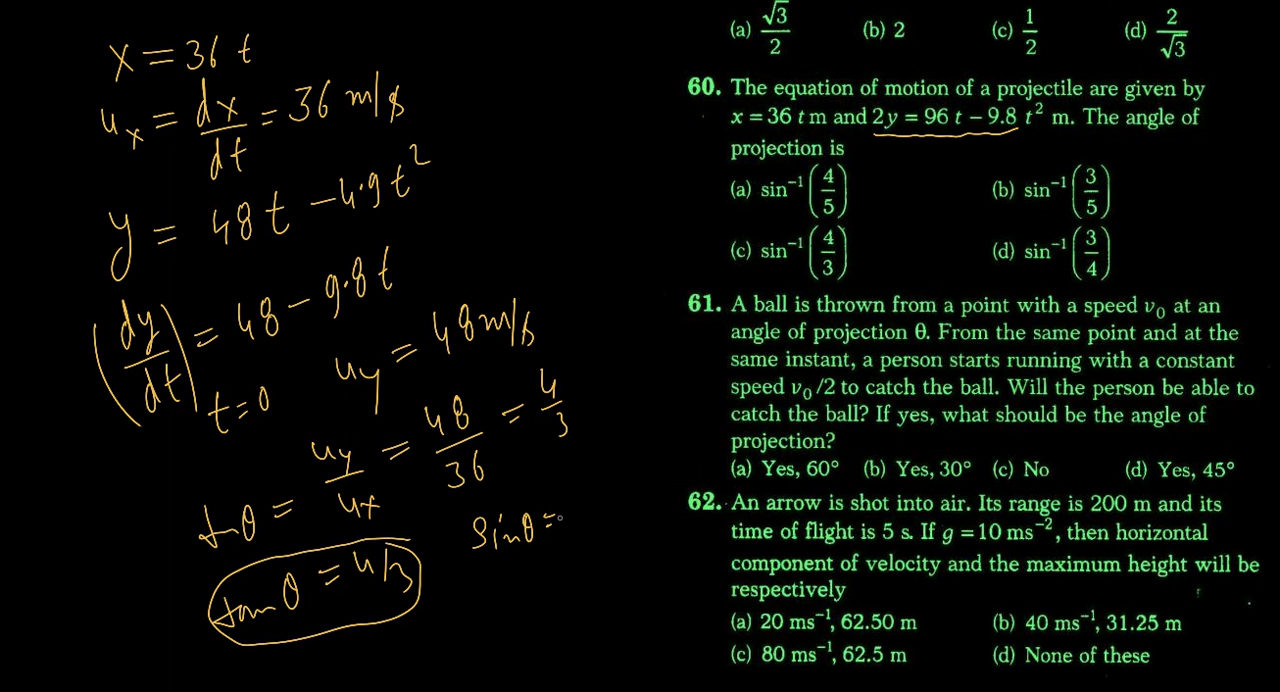 x = 36 t
u_x = dx/dt = 36 m/s
y = 48 t − 4.9 t²
(dy/dt)_{t=0} = 48 − 9.8 t
u_y = 48 m/s
tanθ = u_y/u_x = 48/36 = 4/3
tan θ = 4/3
sinθ =
(a) √3/2 (b) 2 (c) 1/2 (d) 2/√3
60. The equation of motion of a projectile are given by
x = 36 t m and 2y = 96 t − 9.8 t² m. The angle of
projection is
(a) sin⁻¹(4/5) (b) sin⁻¹(3/5)
(c) sin⁻¹(4/3) (d) sin⁻¹(3/4)
61. A ball is thrown from a point with a speed v₀ at an
angle of projection θ. From the same point and at the
same instant, a person starts running with a constant
speed v₀/2 to catch the ball. Will the person be able to
catch the ball? If yes, what should be the angle of
projection?
(a) Yes, 60° (b) Yes, 30° (c) No (d) Yes, 45°
62. An arrow is shot into air. Its range is 200 m and its
time of flight is 5 s. If g = 10 ms⁻², then horizontal
component of velocity and the maximum height will be
respectively
(a) 20 ms⁻¹, 62.50 m (b) 40 ms⁻¹, 31.25 m
(c) 80 ms⁻¹, 62.5 m (d) None of these